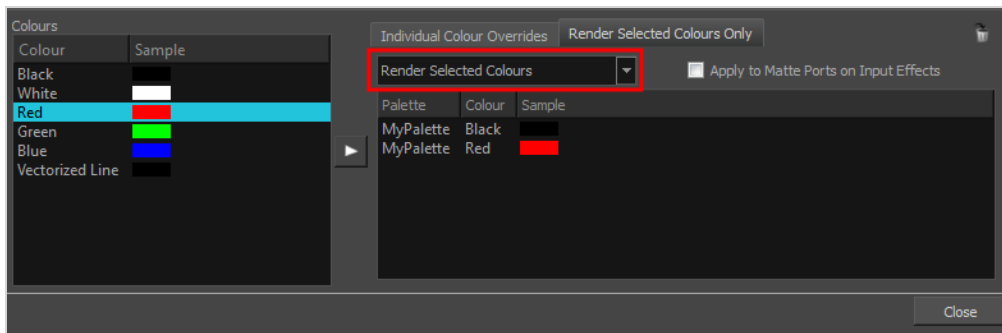 Colours
Colour Sample
Black
White
Red
Green
Blue
Vectorized Line
Individual Colour Overrides Render Selected Colours Only
Render Selected Colours Apply to Matte Ports on Input Effects
Palette Colour Sample
MyPalette Black
MyPalette Red
Close